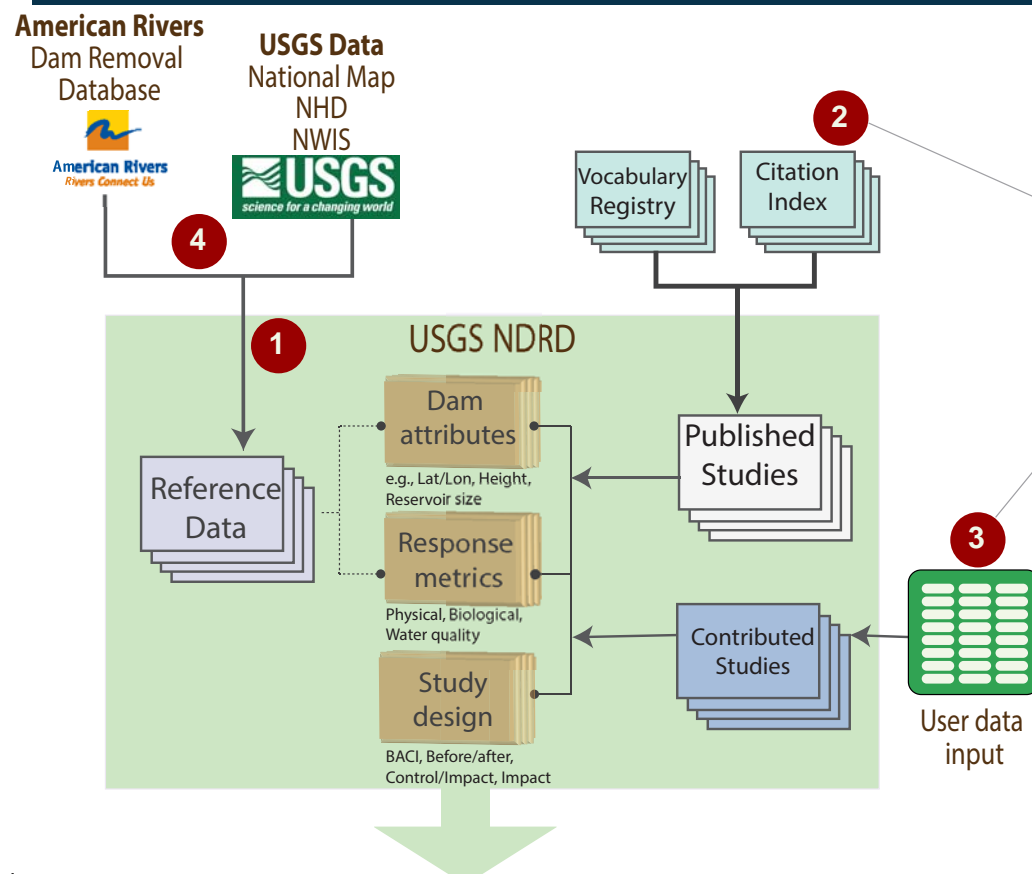 American Rivers
Dam Removal
Database
American Rivers
Rivers Connect Us
USGS Data
National Map
NHD
NWIS
USGS
science for a changing world
4
2
Vocabulary
Registry
Citation
Index
1
USGS NDRD
Dam
attributes
e.g., Lat/Lon, Height,
Reservoir size
Reference
Data
Response
metrics
Physical, Biological,
Water quality
Study
design
BACI, Before/after,
Control/Impact, Impact
Published
Studies
3
Contributed
Studies
User data
input